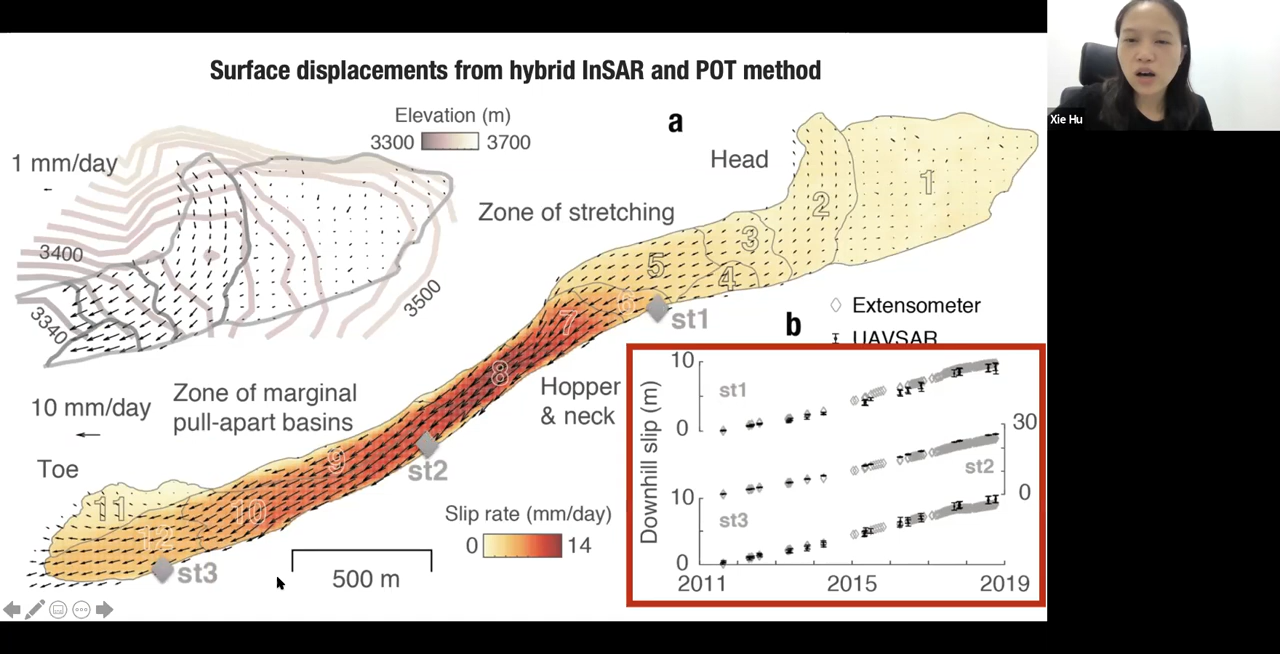 Surface displacements from hybrid InSAR and POT method
Xie Hu
Elevation (m)
3300 3700
a
1 mm/day
Head
1
2
Zone of stretching
3
3400
5
4
3500
3340
6
st1
Extensometer
7
b
UAVSAR
8
Zone of marginal
pull-apart basins
Hopper
& neck
10 mm/day
9
st2
Toe
11
10
12
st3
Slip rate (mm/day)
0 14
500 m
Downhill slip (m)
10
st1
0
30
st2
10
0
st3
0
2011 2015 2019